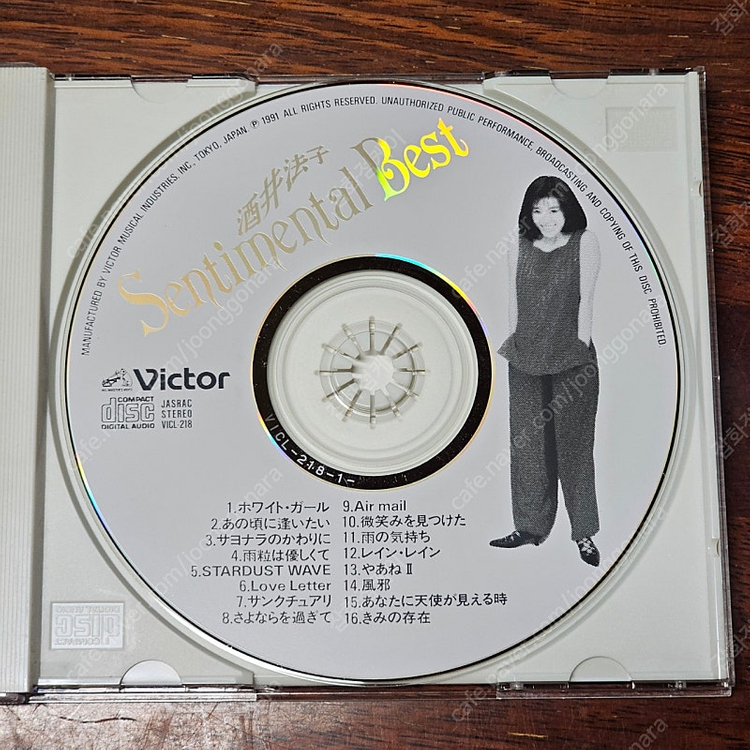 MANUFACTURED BY VICTOR MUSICAL INDUSTRIES, INC., TOKYO, JAPAN. Ⓟ 1991 ALL RIGHTS RESERVED. UNAUTHORIZED PUBLIC PERFORMANCE, BROADCASTING AND COPYING OF THIS DISC PROHIBITED.
酒井法子
Sentimental Best
Victor
COMPACT
disc
DIGITAL AUDIO
JASRAC
STEREO
VICL-218
VICL-218-1-
1.ホワイト・ガール
2.あの頃に逢いたい
3.サヨナラのかわりに
4.雨粒は優しくて
5.STARDUST WAVE
6.Love Letter
7.サンクチュアリ
8.さよならを過ぎて
9.Air mail
10.微笑みを見つけた
11.雨の気持ち
12.レイン・レイン
13.やあねⅡ
14.風邪
15.あなたに天使が見える時
16.きみの存在
disc
cafe.naver.com/joonggonara